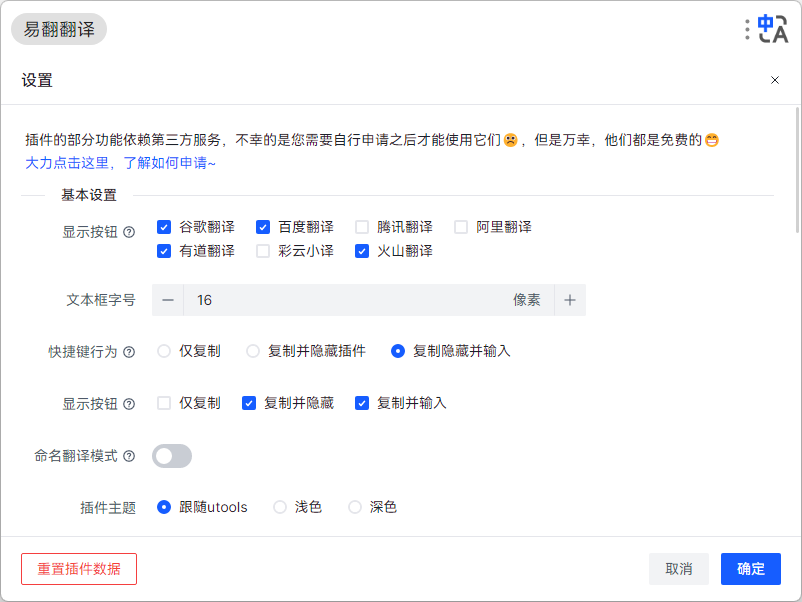 易翻翻译
设置
插件的部分功能依赖第三方服务，不幸的是您需要自行申请之后才能使用它们😟，但是万幸，他们都是免费的😁
大力点击这里，了解如何申请~
基本设置
显示按钮 谷歌翻译 百度翻译 腾讯翻译 阿里翻译
有道翻译 彩云小译 火山翻译
文本框字号 16 像素
快捷键行为 仅复制 复制并隐藏插件 复制隐藏并输入
显示按钮 仅复制 复制并隐藏 复制并输入
命名翻译模式
插件主题 跟随utools 浅色 深色
重置插件数据 取消 确定